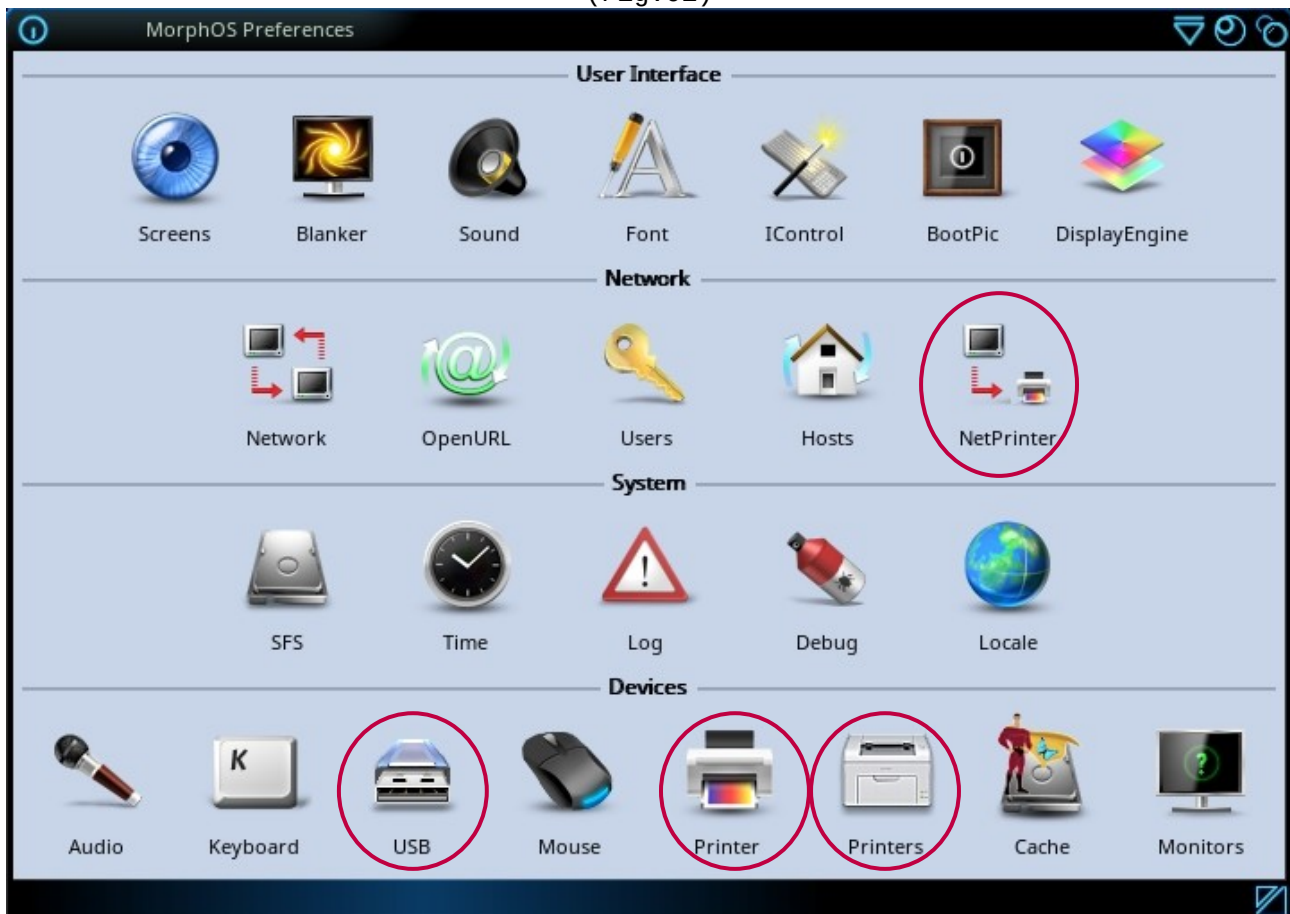 MorphOS Preferences
User Interface
Screens Blanker Sound Font IControl BootPic DisplayEngine
Network
Network OpenURL Users Hosts NetPrinter
System
SFS Time Log Debug Locale
Devices
K
Audio Keyboard USB Mouse Printer Printers Cache Monitors